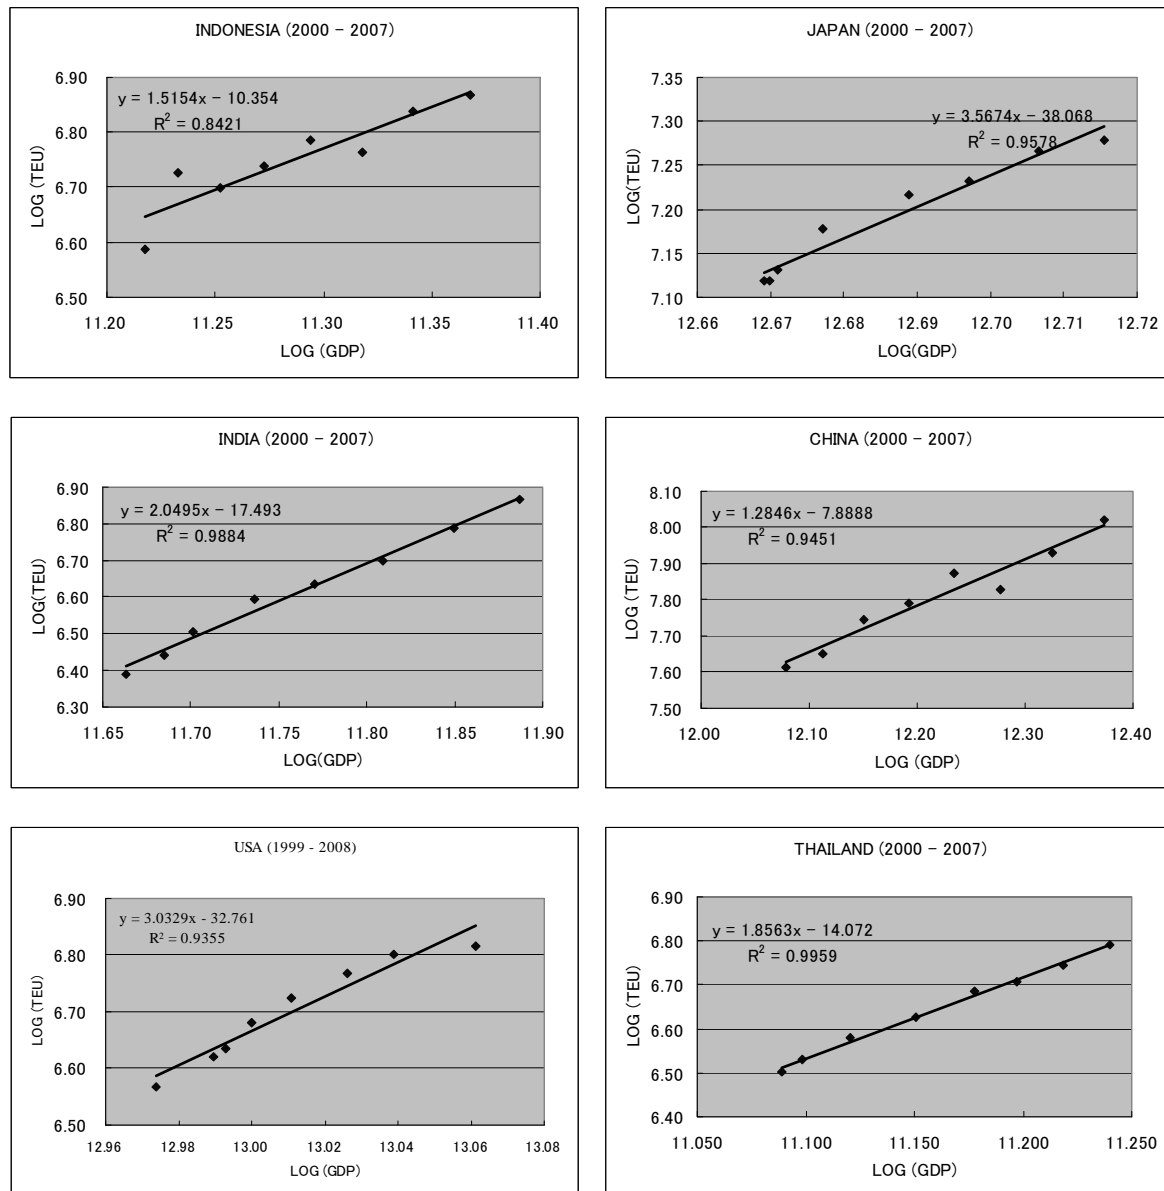 INDONESIA (2000 - 2007)
LOG (TEU)
6.90
6.80
6.70
6.60
6.50
y = 1.5154x - 10.354
R² = 0.8421
11.20 11.25 11.30 11.35 11.40
LOG (GDP)
JAPAN (2000 - 2007)
LOG(TEU)
7.35
7.30
7.25
7.20
7.15
7.10
y = 3.5674x - 38.068
R² = 0.9578
12.66 12.67 12.68 12.69 12.70 12.71 12.72
LOG(GDP)
INDIA (2000 - 2007)
LOG(TEU)
6.90
6.80
6.70
6.60
6.50
6.40
6.30
y = 2.0495x - 17.493
R² = 0.9884
11.65 11.70 11.75 11.80 11.85 11.90
LOG(GDP)
CHINA (2000 - 2007)
LOG (TEU)
8.10
8.00
7.90
7.80
7.70
7.60
7.50
y = 1.2846x - 7.8888
R² = 0.9451
12.00 12.10 12.20 12.30 12.40
LOG (GDP)
USA (1999 - 2008)
LOG (TEU)
6.90
6.80
6.70
6.60
6.50
y = 3.0329x - 32.761
R² = 0.9355
12.96 12.98 13.00 13.02 13.04 13.06 13.08
LOG (GDP)
THAILAND (2000 - 2007)
LOG (TEU)
6.90
6.80
6.70
6.60
6.50
6.40
y = 1.8563x - 14.072
R² = 0.9959
11.050 11.100 11.150 11.200 11.250
LOG (GDP)